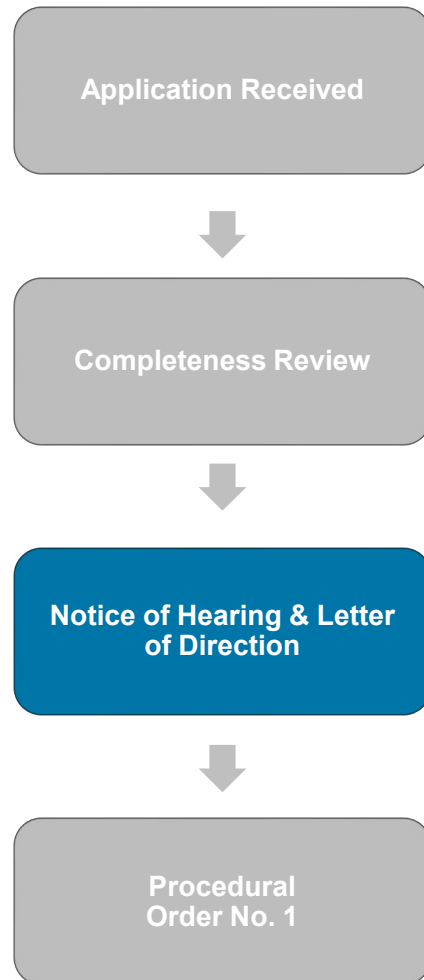 Application Received
Completeness Review
Notice of Hearing & Letter
of Direction
Procedural
Order No. 1